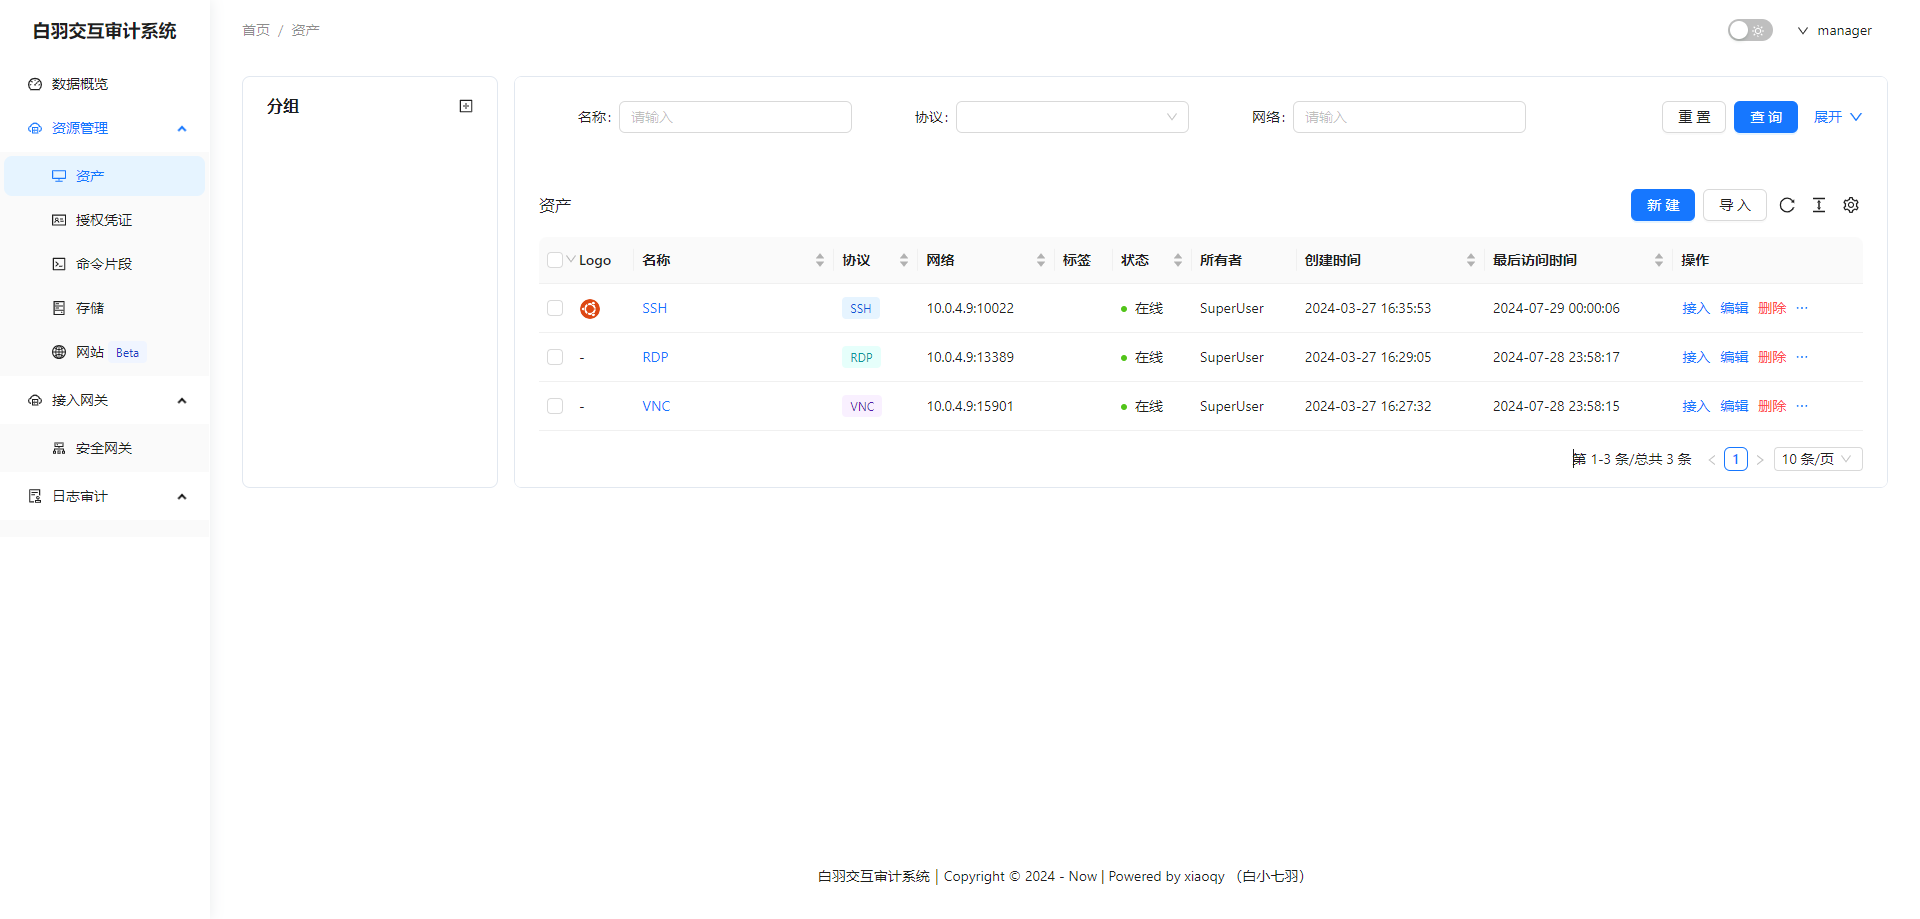 白羽交互审计系统
首页 / 资产
manager
数据概览
资源管理
资产
授权凭证
命令片段
存储
网站 Beta
接入网关
安全网关
日志审计
分组
名称: 请输入 协议: 网络: 请输入 重 置 查 询 展开
资产 新 建 导 入
Logo 名称 协议 网络 标签 状态 所有者 创建时间 最后访问时间 操作
SSH SSH 10.0.4.9:10022 在线 SuperUser 2024-03-27 16:35:53 2024-07-29 00:00:06 接入 编辑 删除 ···
- RDP RDP 10.0.4.9:13389 在线 SuperUser 2024-03-27 16:29:05 2024-07-28 23:58:17 接入 编辑 删除 ···
- VNC VNC 10.0.4.9:15901 在线 SuperUser 2024-03-27 16:27:32 2024-07-28 23:58:15 接入 编辑 删除 ···
第 1-3 条/总共 3 条 < 1 > 10 条/页
白羽交互审计系统 | Copyright © 2024 - Now | Powered by xiaoqy （白小七羽）